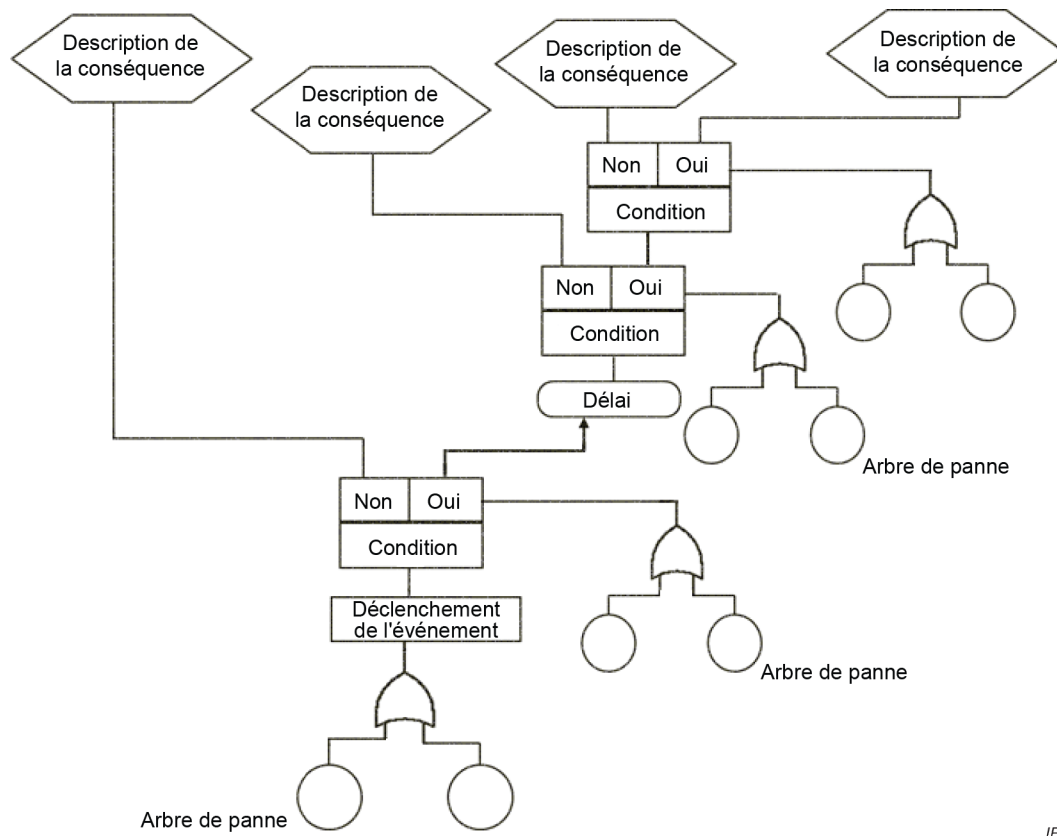 Description de
la conséquence
Description de
la conséquence
Description de
la conséquence
Description de
la conséquence
Non Oui
Condition
Non Oui
Condition
Délai
Arbre de panne
Non Oui
Condition
Déclenchement
de l'événement
Arbre de panne
Arbre de panne